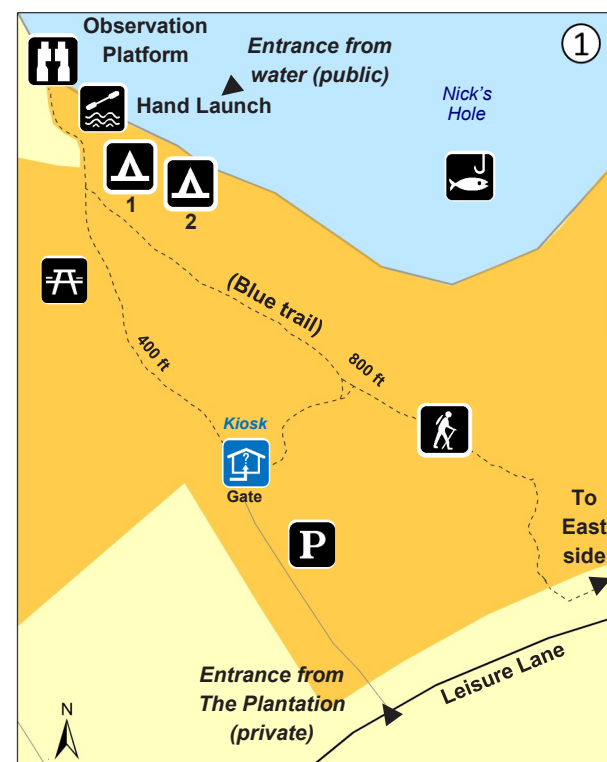 Observation
Platform
①
Entrance from
water (public)
Nick's
Hole
Hand Launch
1
2
(Blue trail)
400 ft
800 ft
Kiosk
?
Gate
P
To
East
side
Entrance from
The Plantation
(private)
Leisure Lane
N